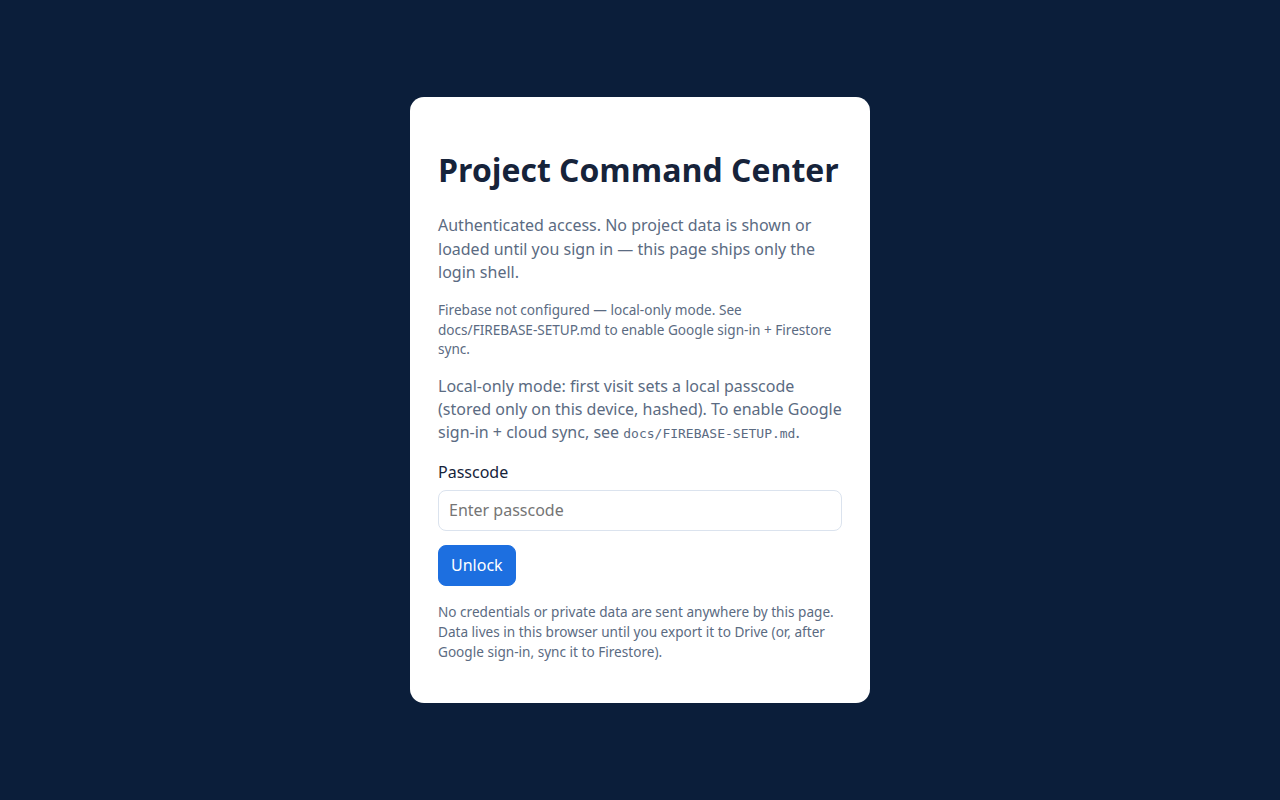 Project Command Center
Authenticated access. No project data is shown or
loaded until you sign in — this page ships only the
login shell.
Firebase not configured — local-only mode. See
docs/FIREBASE-SETUP.md to enable Google sign-in + Firestore
sync.
Local-only mode: first visit sets a local passcode
(stored only on this device, hashed). To enable Google
sign-in + cloud sync, see docs/FIREBASE-SETUP.md.
Passcode
Enter passcode
Unlock
No credentials or private data are sent anywhere by this page.
Data lives in this browser until you export it to Drive (or, after
Google sign-in, sync it to Firestore).